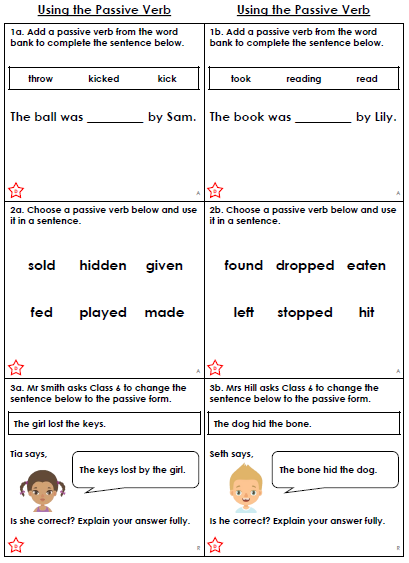 Using the Passive Verb
1a. Add a passive verb from the word
bank to complete the sentence below.
throw kicked kick
The ball was ________ by Sam.
D
A
2a. Choose a passive verb below and use
it in a sentence.
sold hidden given
fed played made
D
A
3a. Mr Smith asks Class 6 to change the
sentence below to the passive form.
The girl lost the keys.
Tia says,
The keys lost by the girl.
Is she correct? Explain your answer fully.
D
R
Using the Passive Verb
1b. Add a passive verb from the word
bank to complete the sentence below.
took reading read
The book was ________ by Lily.
D
A
2b. Choose a passive verb below and use
it in a sentence.
found dropped eaten
left stopped hit
D
A
3b. Mrs Hill asks Class 6 to change the
sentence below to the passive form.
The dog hid the bone.
Seth says,
The bone hid the dog.
Is he correct? Explain your answer fully.
D
R